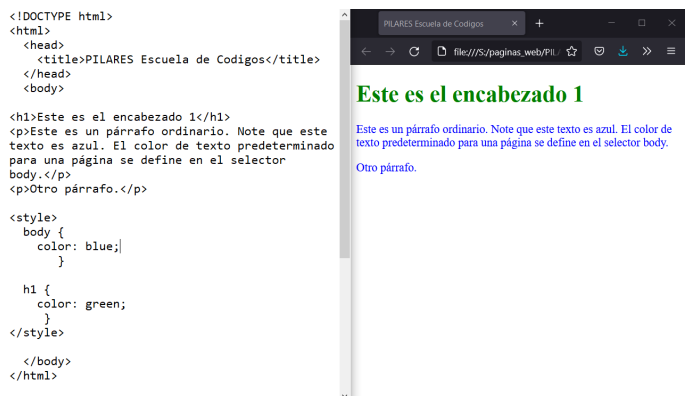 <!DOCTYPE html>
<html>
<head>
<title>PILARES Escuela de Codigos</title>
</head>
<body>
<h1>Este es el encabezado 1</h1>
<p>Este es un párrafo ordinario. Note que este
texto es azul. El color de texto predeterminado
para una página se define en el selector
body.</p>
<p>Otro párrafo.</p>
<style>
body {
color: blue;
}
h1 {
color: green;
}
</style>
</body>
</html>
PILARES Escuela de Codigos
file:///S:/paginas_web/PIL/
Este es el encabezado 1
Este es un párrafo ordinario. Note que este texto es azul. El color de
texto predeterminado para una página se define en el selector body.
Otro párrafo.